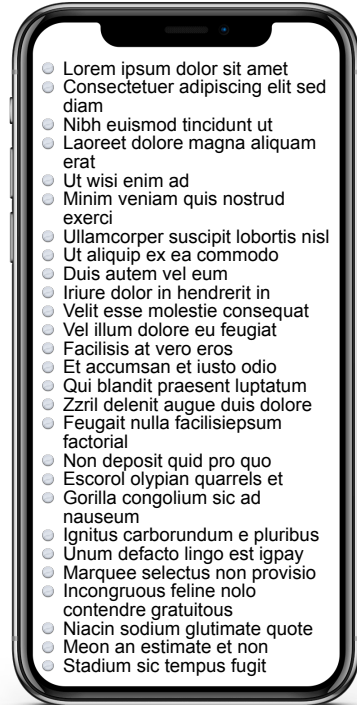 Lorem ipsum dolor sit amet
Consectetuer adipiscing elit sed
diam
Nibh euismod tincidunt ut
Laoreet dolore magna aliquam
erat
Ut wisi enim ad
Minim veniam quis nostrud
exerci
Ullamcorper suscipit lobortis nisl
Ut aliquip ex ea commodo
Duis autem vel eum
Iriure dolor in hendrerit in
Velit esse molestie consequat
Vel illum dolore eu feugiat
Facilisis at vero eros
Et accumsan et iusto odio
Qui blandit praesent luptatum
Zzril delenit augue duis dolore
Feugait nulla facilisiepsum
factorial
Non deposit quid pro quo
Escorol olypian quarrels et
Gorilla congolium sic ad
nauseum
Ignitus carborundum e pluribus
Unum defacto lingo est igpay
Marquee selectus non provisio
Incongruous feline nolo
contendre gratuitous
Niacin sodium glutimate quote
Meon an estimate et non
Stadium sic tempus fugit